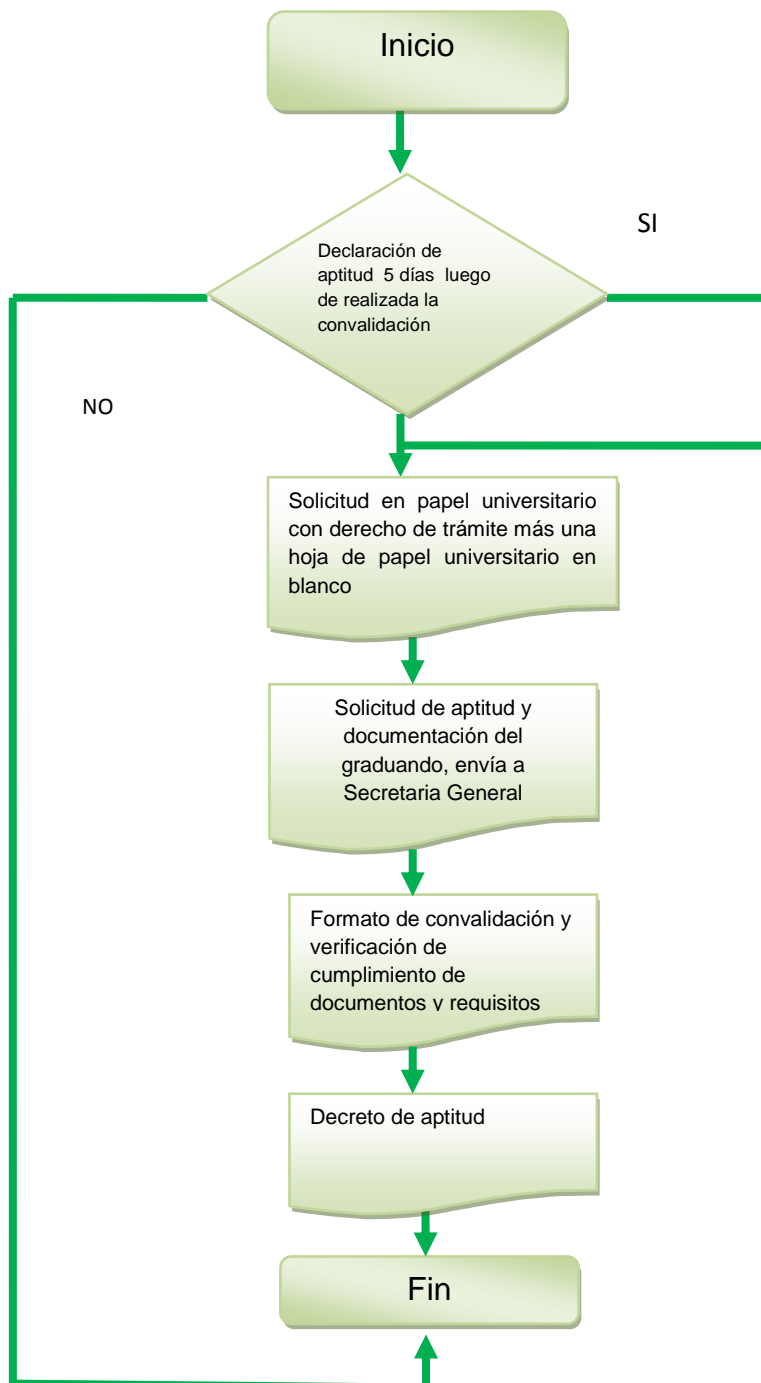 Inicio
SI
Declaración de
aptitud 5 días luego
de realizada la
convalidación
NO
Solicitud en papel universitario
con derecho de trámite más una
hoja de papel universitario en
blanco
Solicitud de aptitud y
documentación del
graduando, envía a
Secretaria General
Formato de convalidación y
verificación de
cumplimiento de
documentos y requisitos
Decreto de aptitud
Fin